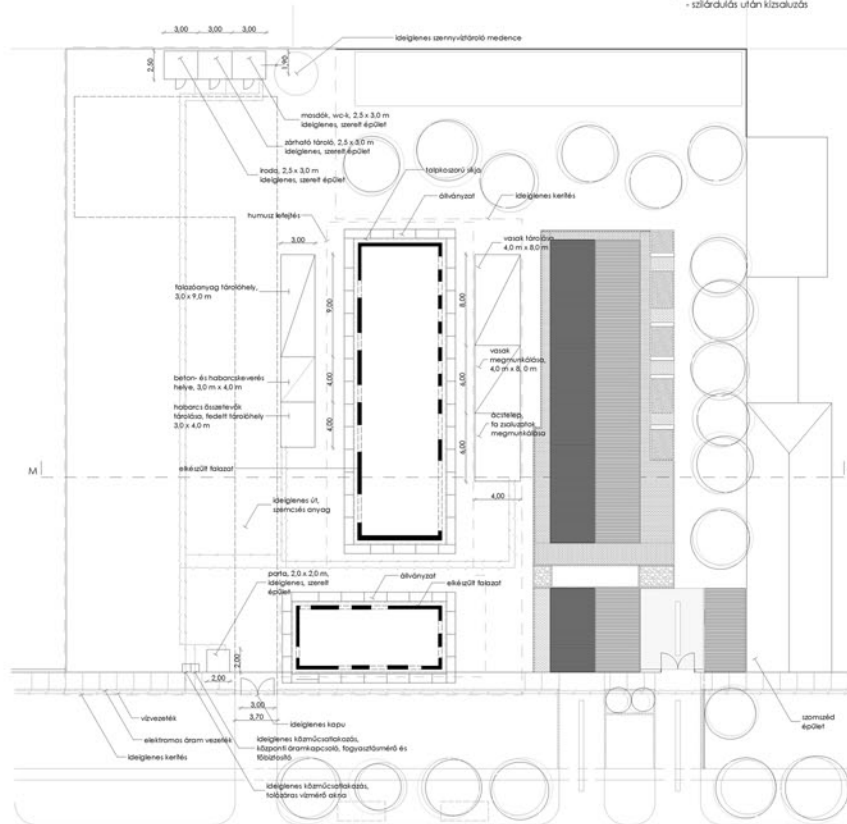 - szilárdulás után kizsaluzás
3,00 3,00 3,00
2,50
1,90
ideiglenes szennyvíztároló medence
mosdók, wc-k, 2,5 x 3,0 m
ideiglenes, szerelt épület
zárható tároló, 2,5 x 3,0 m
ideiglenes, szerelt épület
iroda, 2,5 x 3,0 m
ideiglenes, szerelt épület
talpkoszorú síkja
állványzat
ideiglenes kerítés
humusz lefejtés
3,00
vasak tárolása,
4,0 m x 8,0 m
falazóanyag tárolóhely,
3,0 x 9,0 m
9,00
8,00
vasak
megmunkálása,
4,0 m x 8,0 m
beton- és habarcskeverés
helye, 3,0 m x 4,0 m
4,00
6,00
habarcs összetevők
tárolása, fedett tárolóhely
3,0 x 4,0 m
4,00
ácstelep,
fa zsaluzatok
megmunkálása
6,00
elkészült falazat
M
4,00
ideiglenes út,
szemcsés anyag
porta, 2,0 x 2,0 m,
ideiglenes, szerelt
épület
állványzat
elkészült falazat
2,00
2,00
3,00
3,70
vízvezeték
elektromos áram vezeték
ideiglenes kerítés
ideiglenes kapu
ideiglenes közműcsatlakozás,
központi áramkapcsoló, fogyasztásmérő és
főbiztosító
ideiglenes közműcsatlakozás,
tolózáras vízmérő akna
szomszéd
épület